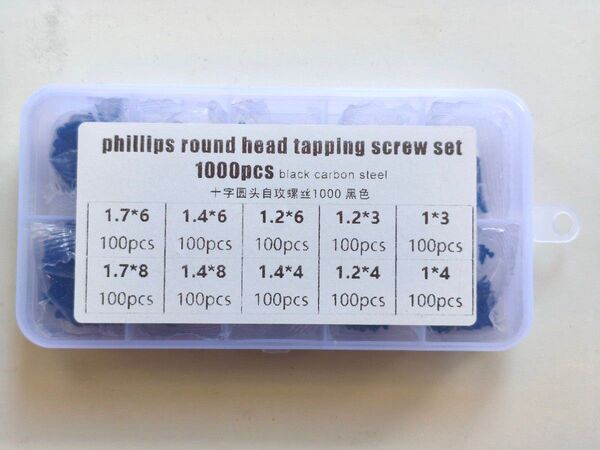 phillips round head tapping screw set
1000pcs black carbon steel
十字圆头自攻螺丝1000 黑色
1.7*6 1.4*6 1.2*6 1.2*3 1*3
100pcs 100pcs 100pcs 100pcs 100pcs
1.7*8 1.4*8 1.4*4 1.2*4 1*4
100pcs 100pcs 100pcs 100pcs 100pcs